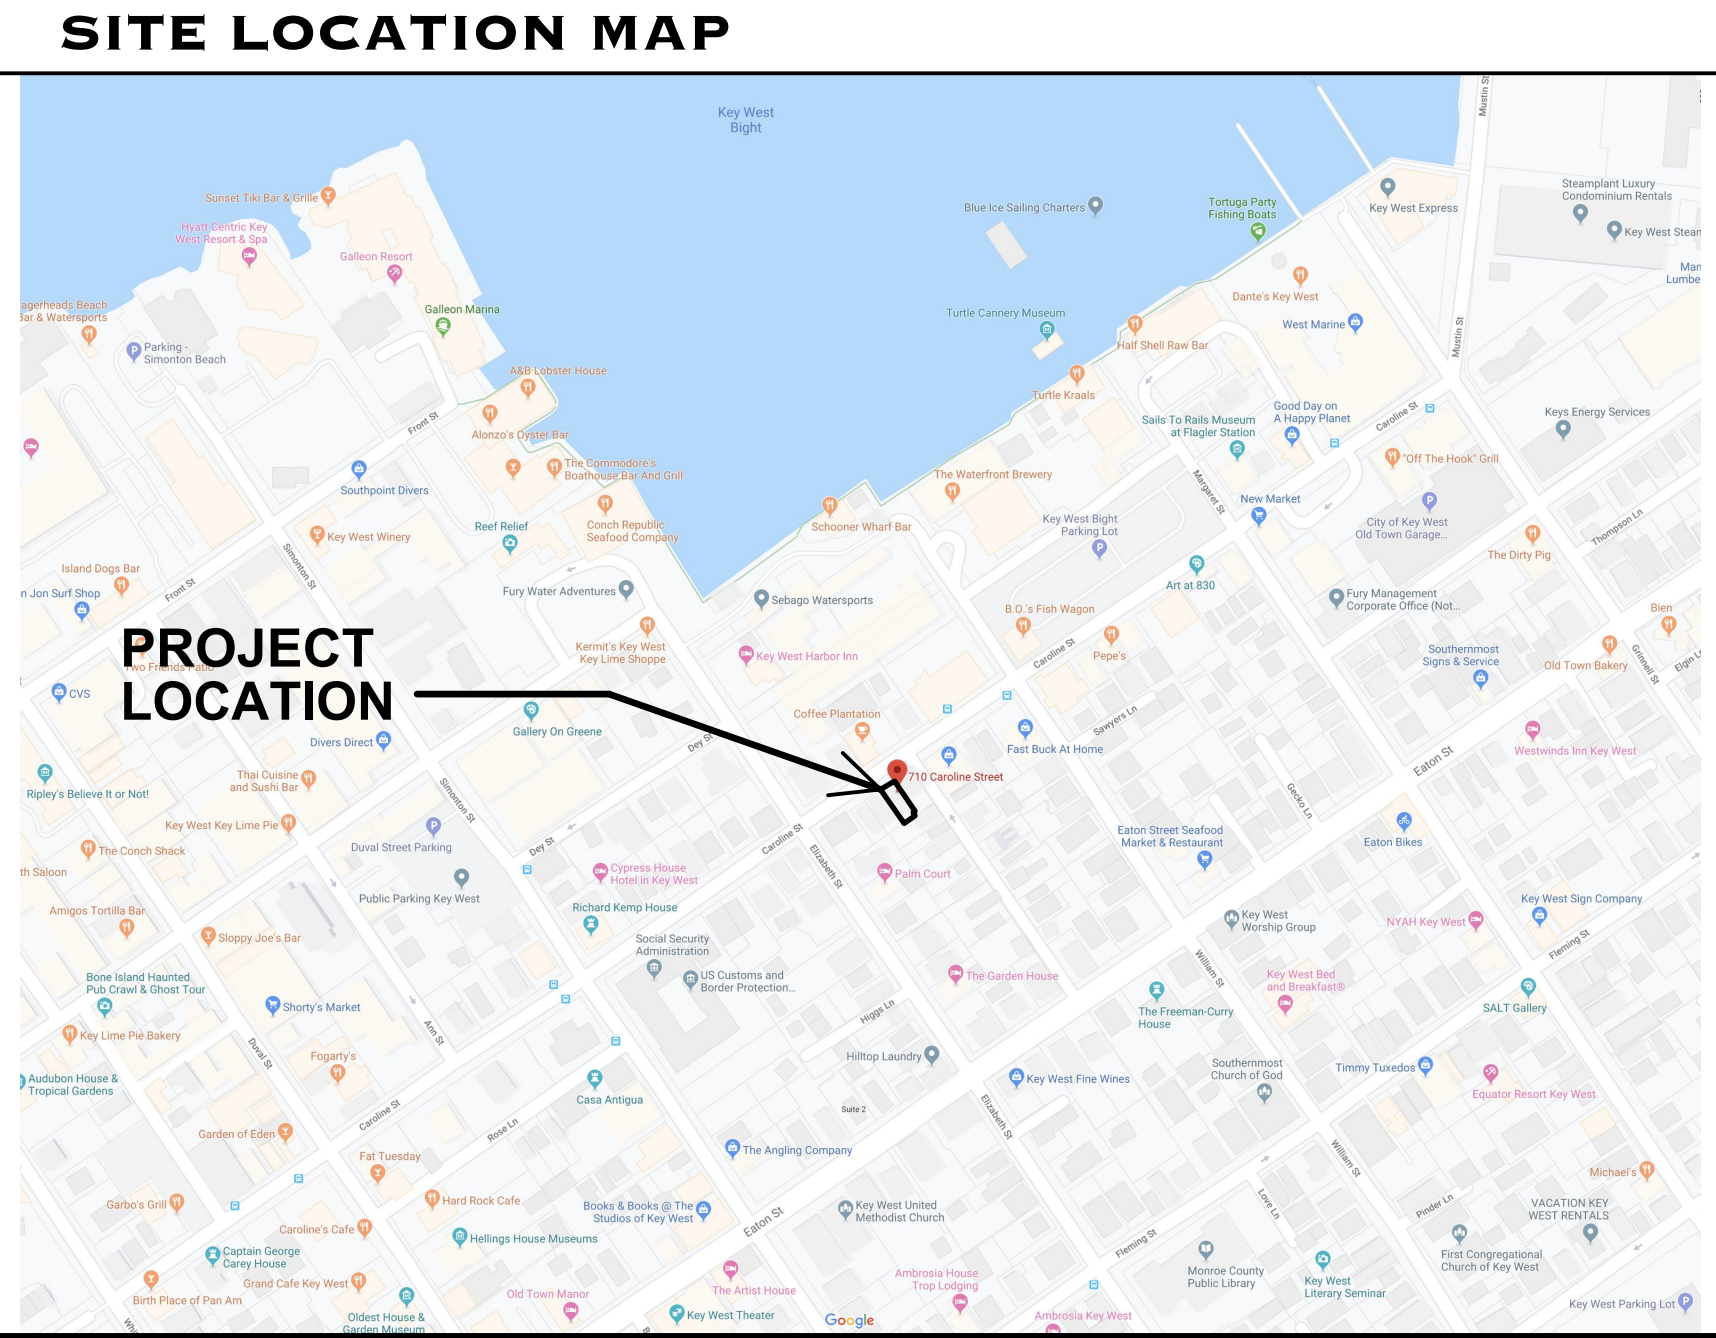 SITE LOCATION MAP
Key West
Bight
Mustin St
Sunset Tiki Bar & Grille
Hyatt Centric Key
West Resort & Spa
Galleon Resort
Blue Ice Sailing Charters
Tortuga Party
Fishing Boats
Key West Express
Steamplant Luxury
Condominium Rentals
Key West Stean
Man
Lumbe
agerheads Beach
Bar & Watersports
Parking -
Simonton Beach
Galleon Marina
Turtle Cannery Museum
Dante's Key West
West Marine
Half Shell Raw Bar
Mustin St
A&B Lobster House
Turtle Kraals
Front St
Alonzo's Oyster Bar
Sails To Rails Museum
at Flagler Station
Good Day on
A Happy Planet
Caroline St
Keys Energy Services
The Commodore's
Boathouse Bar And Grill
"Off The Hook" Grill
Southpoint Divers
The Waterfront Brewery
Margaret St
New Market
Reef Relief
Conch Republic
Seafood Company
Schooner Wharf Bar
Key West Bight
Parking Lot
City of Key West
Old Town Garage...
Thompson Ln
Key West Winery
The Dirty Pig
Simonton St
Island Dogs Bar
Front St
n Jon Surf Shop
Fury Water Adventures
Sebago Watersports
Art at 830
Fury Management
Corporate Office (Not...
B.O.'s Fish Wagon
Bien
PROJECT
LOCATION
Two Friends Patio
Kermit's Key West
Key Lime Shoppe
Key West Harbor Inn
Caroline St
Pepe's
Southernmost
Signs & Service
Old Town Bakery
Grinnell St
Elgin L
CVS
Coffee Plantation
Gallery On Greene
Dey St
Sawyers Ln
Divers Direct
Fast Buck At Home
Westwinds Inn Key West
Eaton St
710 Caroline Street
Thai Cuisine
and Sushi Bar
Ripley's Believe It or Not!
Simonton St
Gecko Ln
Key West Key Lime Pie
Duval Street Parking
Dey St
Caroline St
Elizabeth St
Eaton Street Seafood
Market & Restaurant
Eaton Bikes
The Conch Shack
th Saloon
Public Parking Key West
Cypress House
Hotel in Key West
Palm Court
Amigos Tortilla Bar
Richard Kemp House
Key West
Worship Group
NYAH Key West
Key West Sign Company
Sloppy Joe's Bar
Social Security
Administration
Fleming St
Bone Island Haunted
Pub Crawl & Ghost Tour
US Customs and
Border Protection...
The Garden House
William St
Key West Bed
and Breakfast®
Shorty's Market
Higgs Ln
The Freeman-Curry
House
SALT Gallery
Key Lime Pie Bakery
Ann St
Duval St
Fogarty's
Hilltop Laundry
Southernmost
Church of God
Timmy Tuxedos
Audubon House &
Tropical Gardens
Casa Antigua
Key West Fine Wines
Equator Resort Key West
Caroline St
Suite 2
Elizabeth St
Garden of Eden
Rose Ln
The Angling Company
William St
Fat Tuesday
Michael's
Garbo's Grill
Hard Rock Cafe
Books & Books @ The
Studios of Key West
Eaton St
Key West United
Methodist Church
Love Ln
Pinder Ln
VACATION KEY
WEST RENTALS
Caroline's Cafe
Hellings House Museums
Fleming St
Captain George
Carey House
First Congregational
Church of Key West
Grand Cafe Key West
Birth Place of Pan Am
Old Town Manor
The Artist House
Ambrosia House
Trop Lodging
Monroe County
Public Library
Key West
Literary Seminar
Key West Parking Lot
Oldest House &
Garden Museum
Key West Theater
Google
Ambrosia Key West